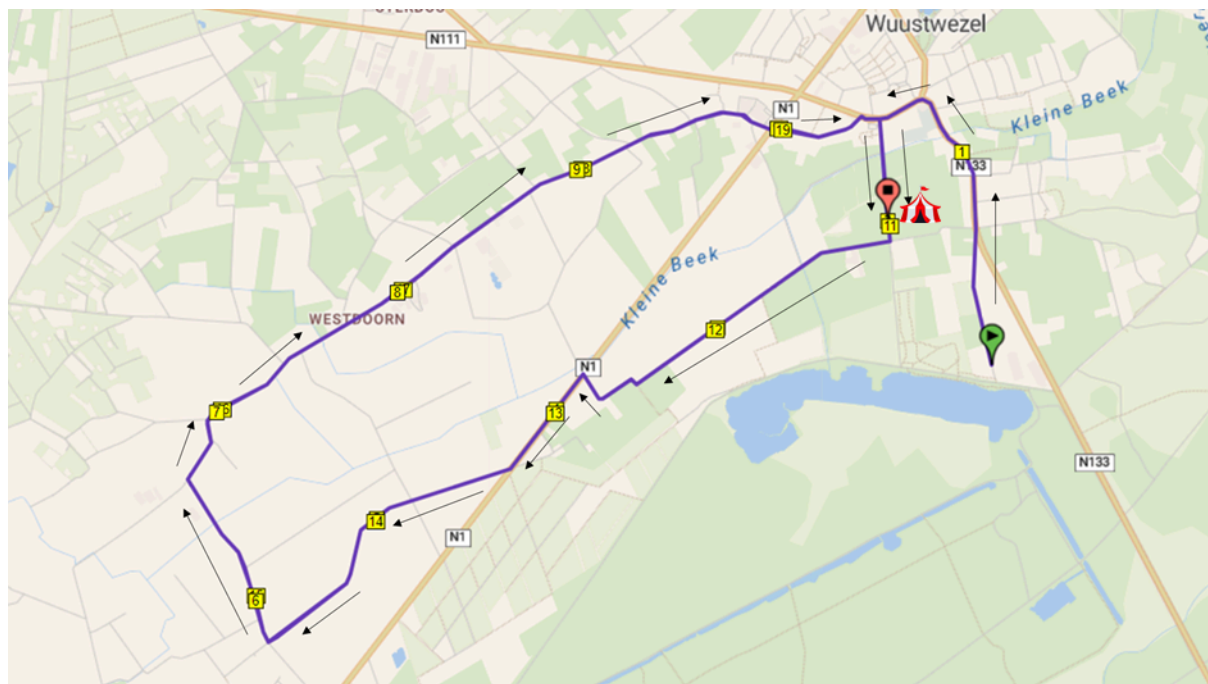 Wuustwezel
N111
N1
Kleine Beek
19
1
N133
98
11
Kleine Beek
8
WESTDOORN
12
N1
7
13
N133
14
N1
6